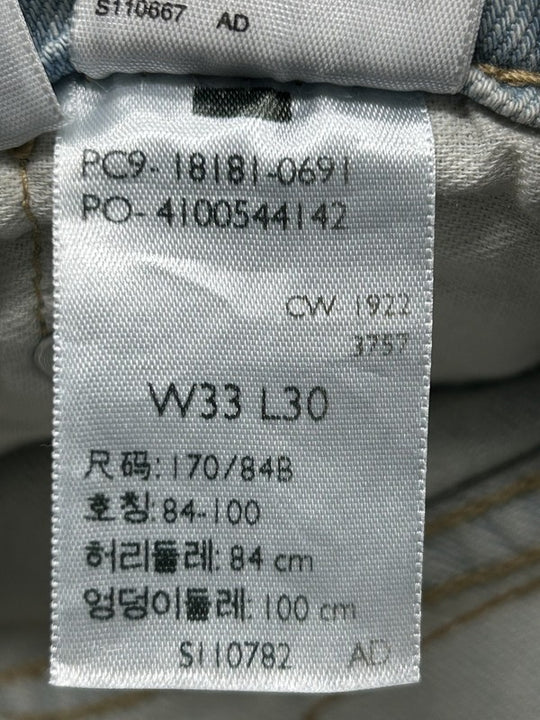 S110667 AD
PC9-18181-0691
PO-4100544142
CW 1922
3757
W33 L30
尺码:170/84B
호칭:84-100
허리둘레:84 cm
엉덩이둘레:100 cm
S110782 AD